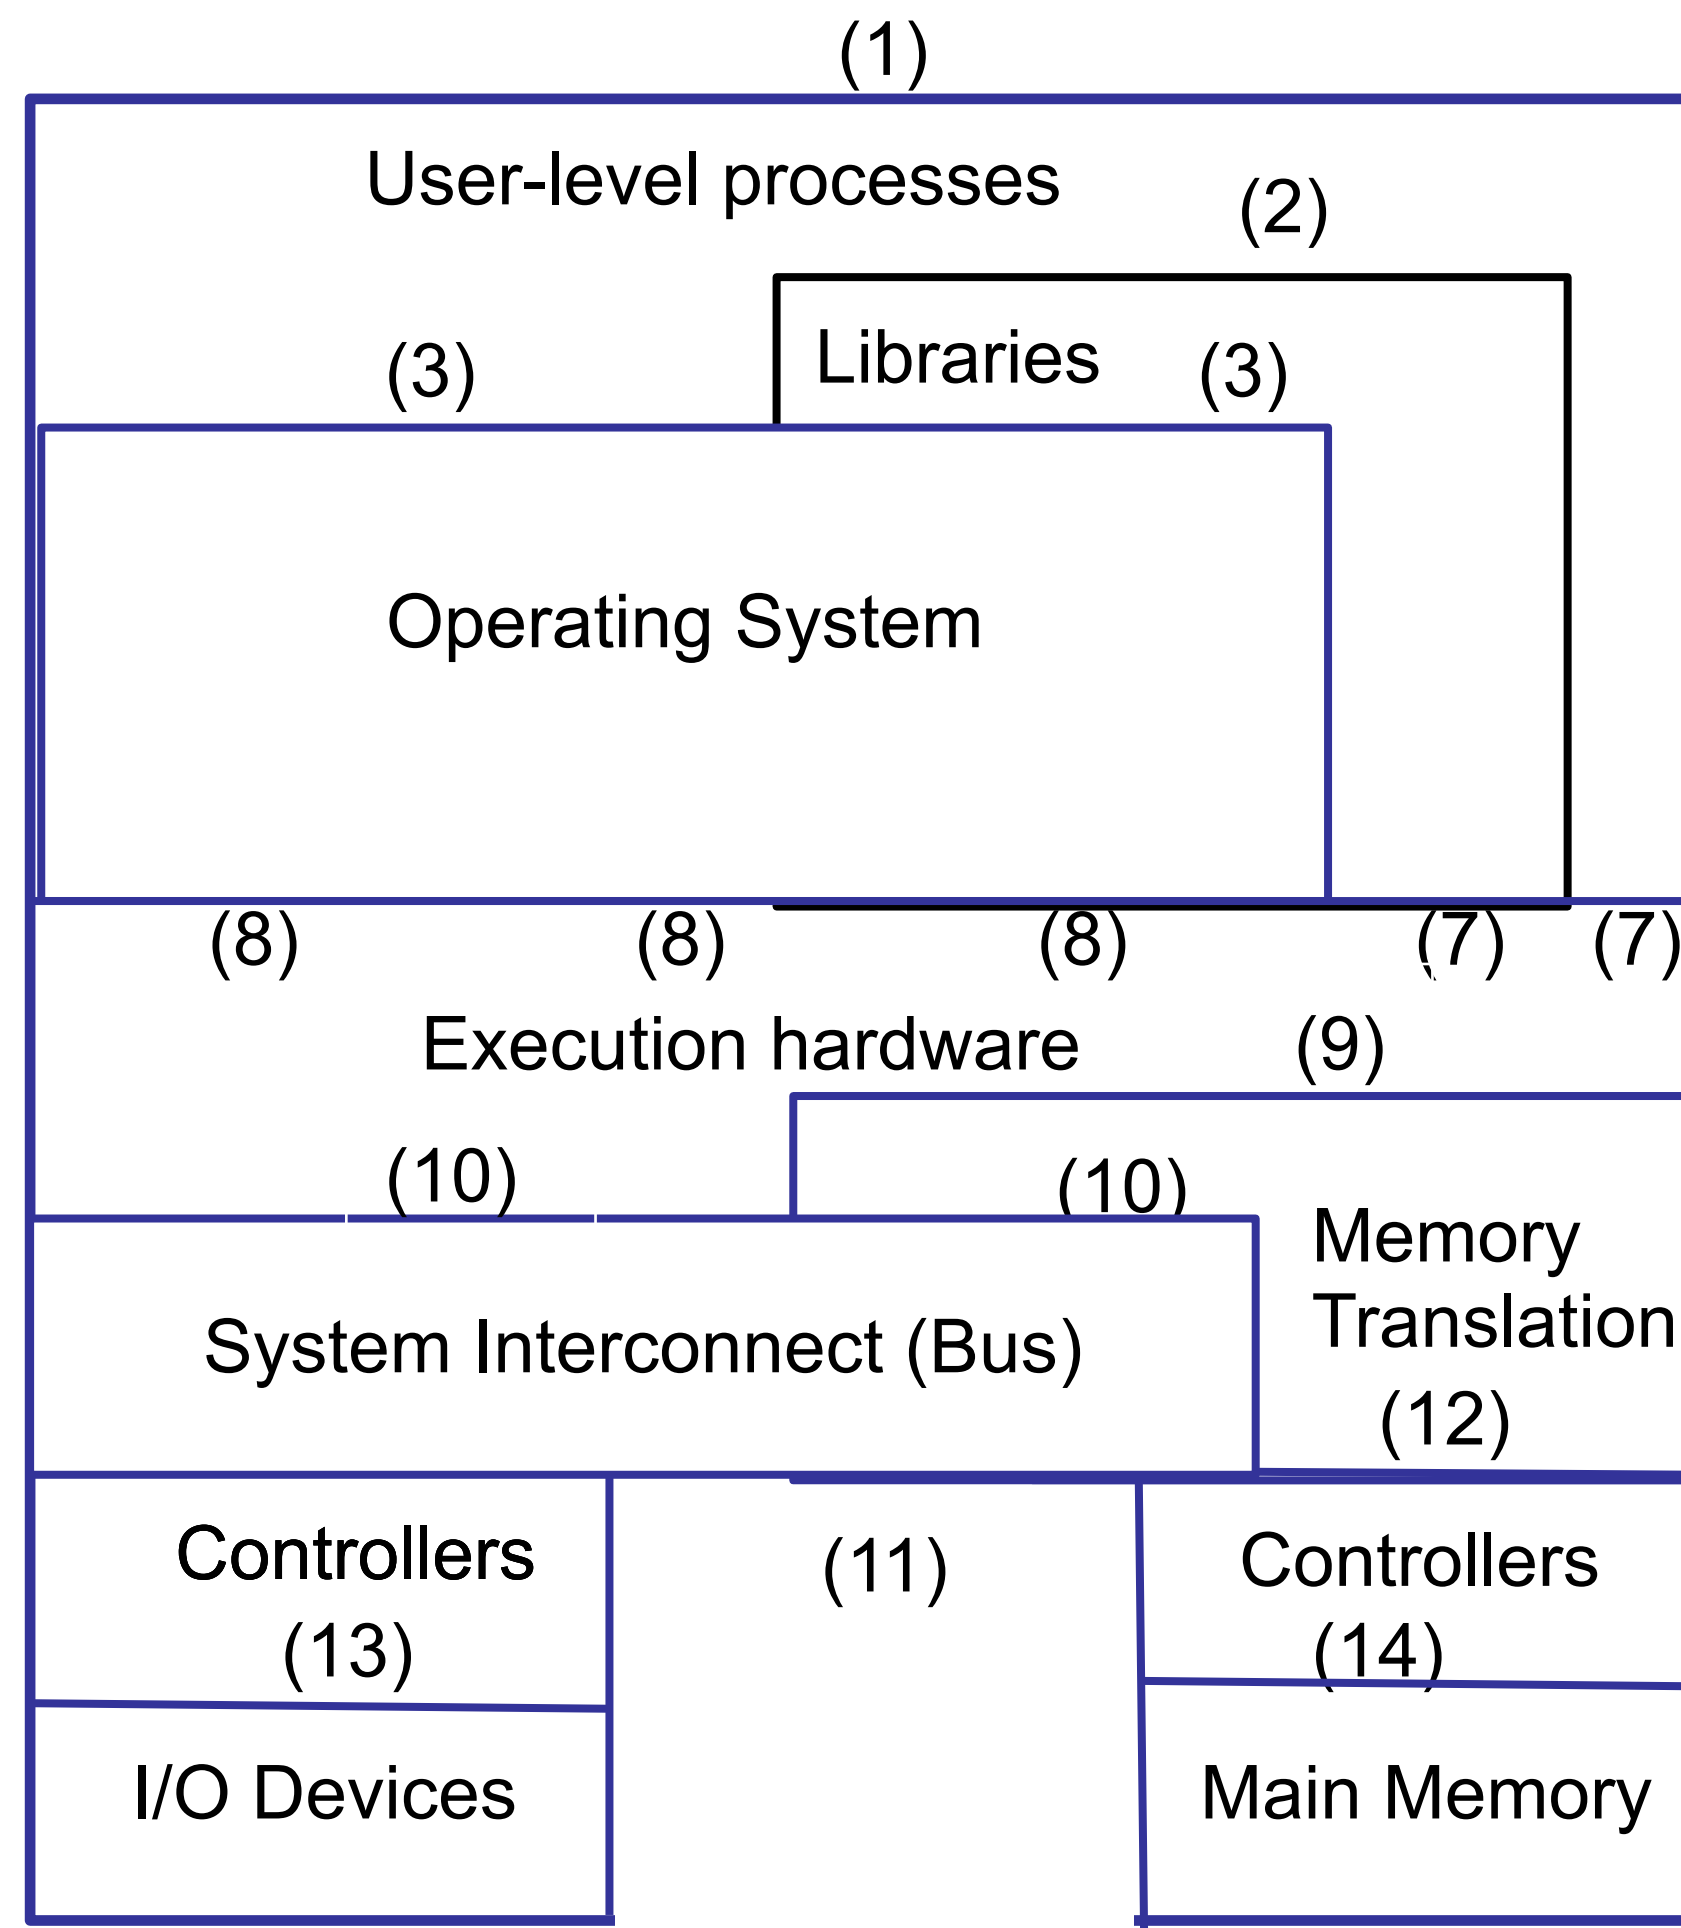 (1)
User-level processes
(2)
Libraries
(3)
(3)
Operating System
(8) (8) (8) (7) (7)
Execution hardware
(9)
(10)
(10)
Memory
Translation
System Interconnect (Bus)
(12)
Controllers
(11)
Controllers
(13)
(14)
I/O Devices
Main Memory